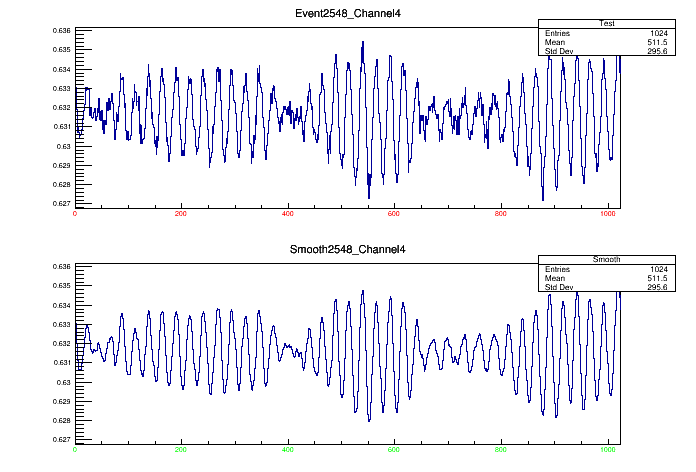 Event2548_Channel4
Test
Entries 1024
Mean 511.5
Std Dev 295.6
0.636
0.635
0.634
0.633
0.632
0.631
0.63
0.629
0.628
0.627
0 200 400 600 800 1000
Smooth2548_Channel4
Smooth
Entries 1024
Mean 511.5
Std Dev 295.6
0.636
0.635
0.634
0.633
0.632
0.631
0.63
0.629
0.628
0.627
0 200 400 600 800 1000